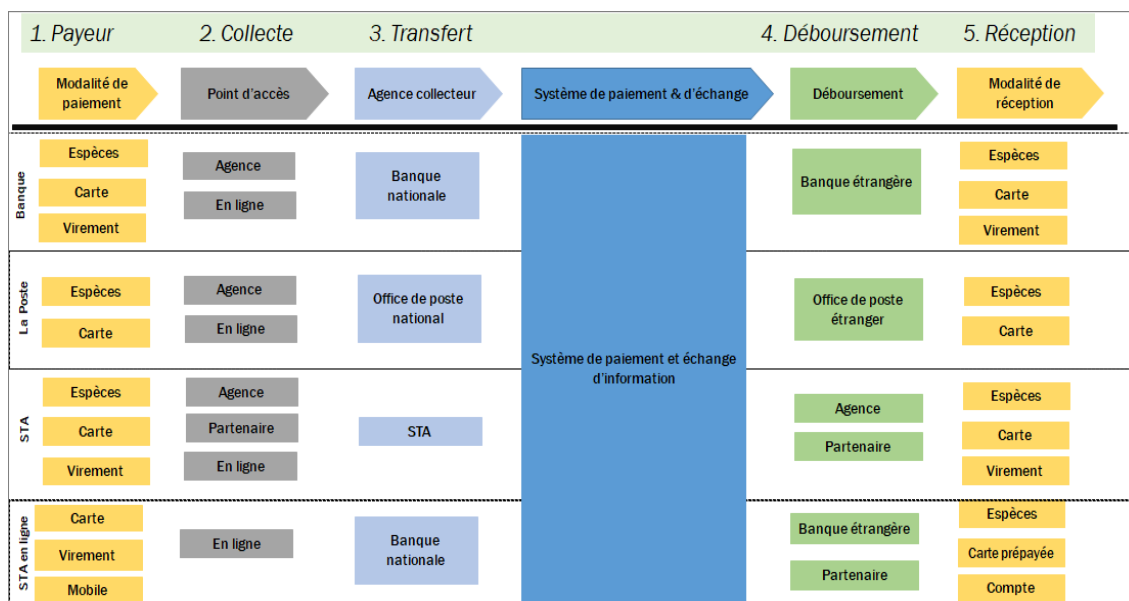 1. Payeur
2. Collecte
3. Transfert
4. Déboursement
5. Réception
Modalité de
paiement
Point d'accès
Agence collecteur
Système de paiement & d'échange
Déboursement
Modalité de
réception
Banque
Espèces
Carte
Virement
Agence
En ligne
Banque
nationale
Banque étrangère
Espèces
Carte
Virement
La Poste
Espèces
Carte
Agence
En ligne
Office de poste
national
Office de poste
étranger
Espèces
Carte
Système de paiement et échange
d'information
STA
Espèces
Carte
Virement
Agence
Partenaire
En ligne
STA
Agence
Partenaire
Espèces
Carte
Virement
STA en ligne
Carte
Virement
Mobile
En ligne
Banque
nationale
Banque étrangère
Partenaire
Espèces
Carte prépayée
Compte